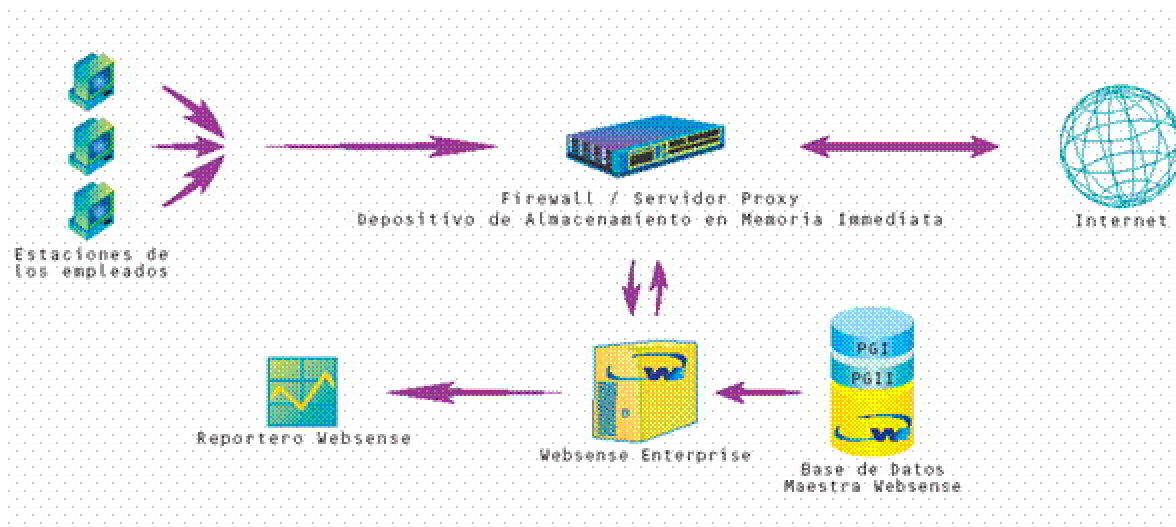 Firewall / Servidor Proxy
Depositivo de Almacenamiento en Memoria Immediata
Internet
Estaciones de
los empleados
PGI
PGII
W
W
Reportero Websense
Websense Enterprise
Base de Datos
Maestra Websense